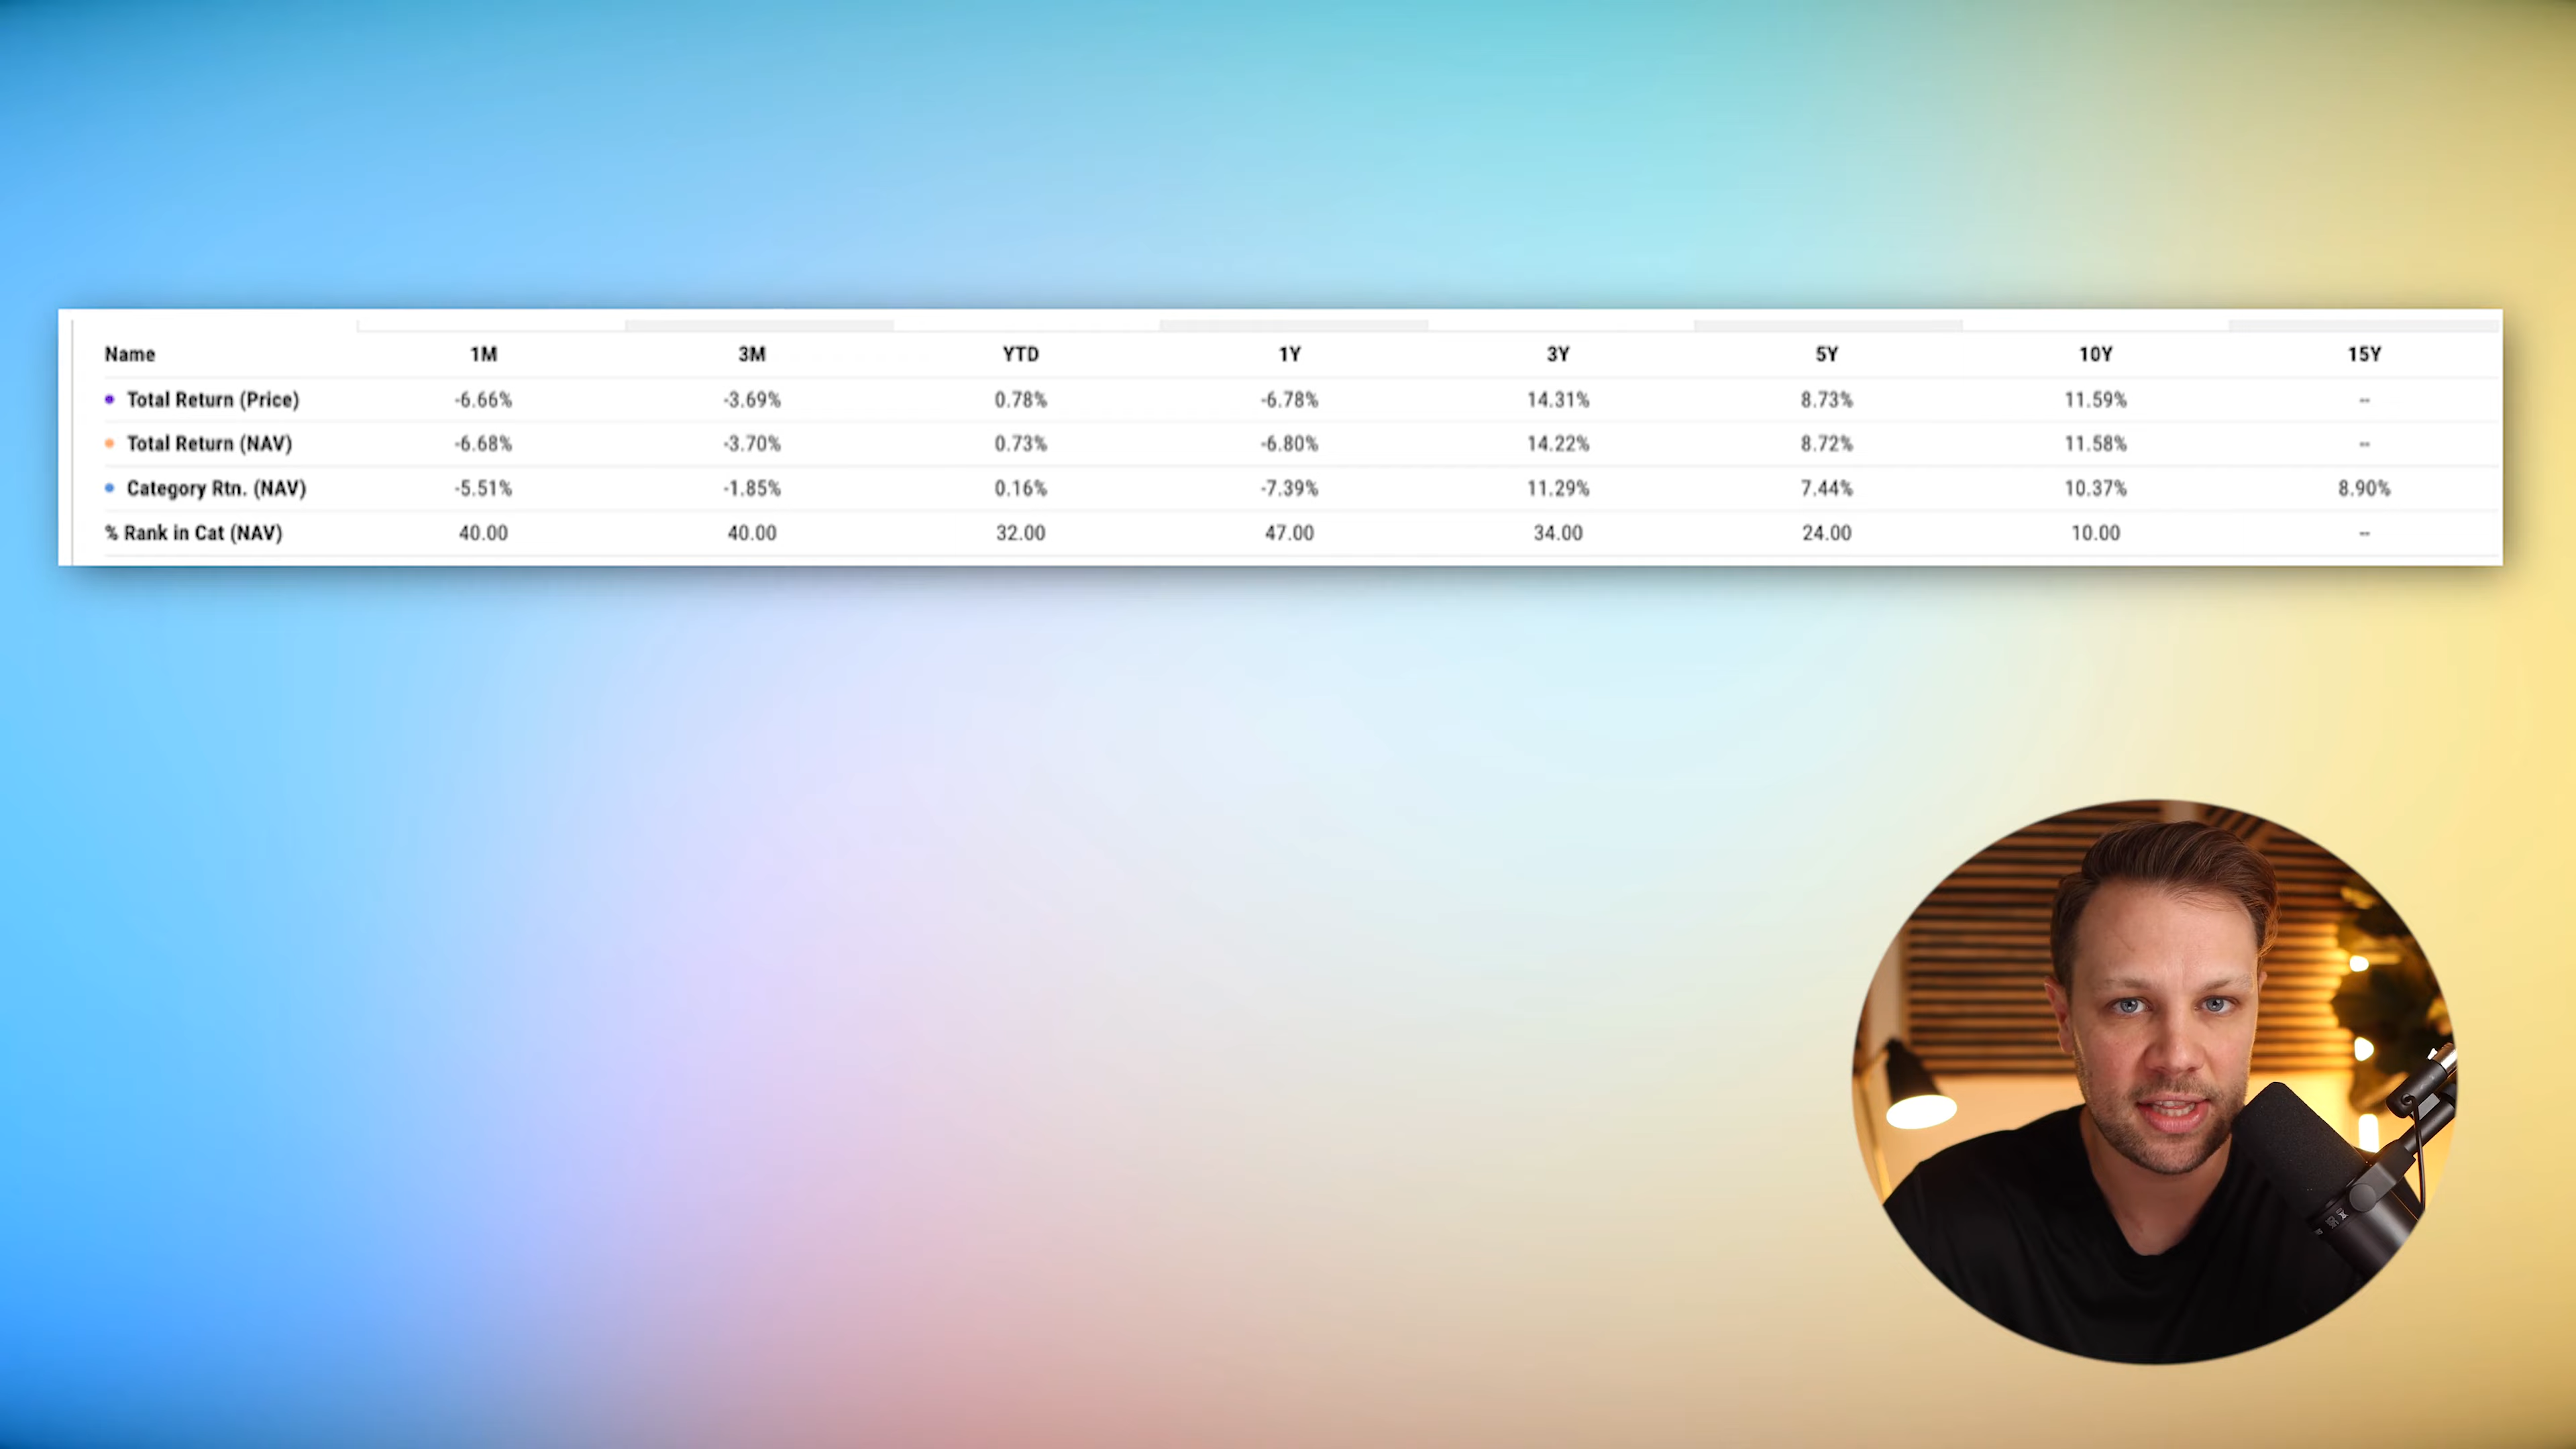 Name 1M 3M YTD 1Y 3Y 5Y 10Y 15Y
Total Return (Price) -6.66% -3.69% 0.78% -6.78% 14.31% 8.73% 11.59% --
Total Return (NAV) -6.68% -3.70% 0.73% -6.80% 14.22% 8.72% 11.58% --
Category Rtn. (NAV) -5.51% -1.85% 0.16% -7.39% 11.29% 7.44% 10.37% 8.90%
% Rank in Cat (NAV) 40.00 40.00 32.00 47.00 34.00 24.00 10.00 --